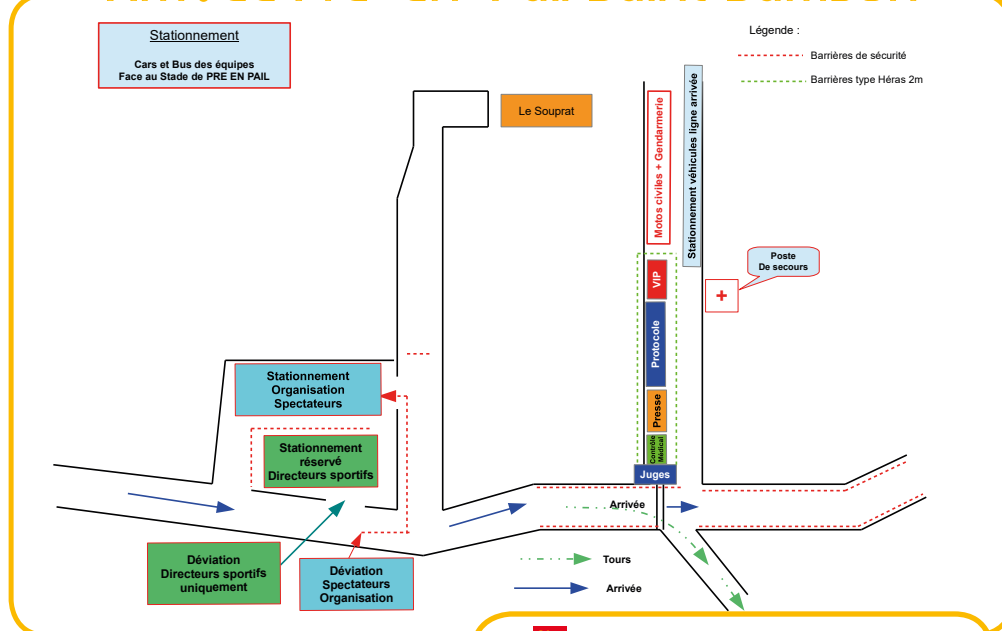 Stationnement
Cars et Bus des équipes
Face au Stade de PRE EN PAIL
Légende :
Barrières de sécurité
Barrières type Héras 2m
Le Souprat
Motos civiles + Gendarmerie
Stationnement véhicules ligne arrivée
Poste
De secours
+
VIP
Protocole
Presse
Contrôle
Médical
Juges
Stationnement
Organisation
Spectateurs
Stationnement
réservé
Directeurs sportifs
Arrivée
Déviation
Directeurs sportifs
uniquement
Déviation
Spectateurs
Organisation
Tours
Arrivée